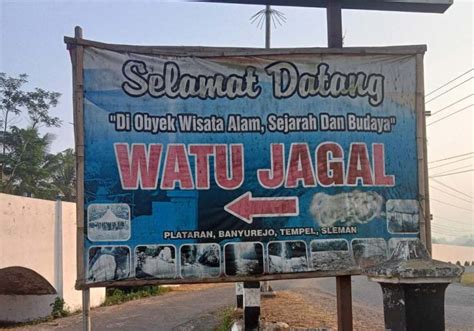 Selamat Datang
"Di Obyek Wisata Alam, Sejarah Dan Budaya"
WATU JAGAL
PLATARAN, BANYUREJO, TEMPEL, SLEMAN